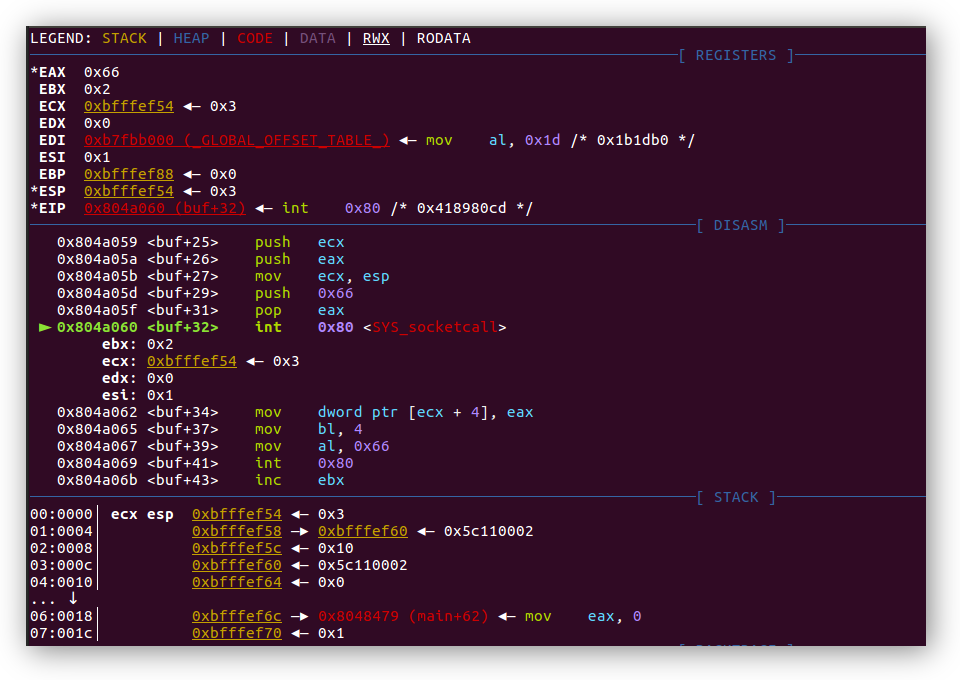 LEGEND: STACK | HEAP | CODE | DATA | RWX | RODATA
[ REGISTERS ]
*EAX  0x66
 EBX  0x2
 ECX  0xbfffef54 ◂— 0x3
 EDX  0x0
 EDI  0xb7fbb000 (_GLOBAL_OFFSET_TABLE_) ◂— mov    al, 0x1d /* 0x1b1db0 */
 ESI  0x1
 EBP  0xbfffef88 ◂— 0x0
*ESP  0xbfffef54 ◂— 0x3
*EIP  0x804a060 (buf+32) ◂— int    0x80 /* 0x418980cd */
[ DISASM ]
   0x804a059 <buf+25>    push   ecx
   0x804a05a <buf+26>    push   eax
   0x804a05b <buf+27>    mov    ecx, esp
   0x804a05d <buf+29>    push   0x66
   0x804a05f <buf+31>    pop    eax
 ► 0x804a060 <buf+32>    int    0x80 <SYS_socketcall>
        ebx: 0x2
        ecx: 0xbfffef54 ◂— 0x3
        edx: 0x0
        esi: 0x1
   0x804a062 <buf+34>    mov    dword ptr [ecx + 4], eax
   0x804a065 <buf+37>    mov    bl, 4
   0x804a067 <buf+39>    mov    al, 0x66
   0x804a069 <buf+41>    int    0x80
   0x804a06b <buf+43>    inc    ebx
[ STACK ]
00:0000│ ecx esp  0xbfffef54 ◂— 0x3
01:0004│          0xbfffef58 —▸ 0xbfffef60 ◂— 0x5c110002
02:0008│          0xbfffef5c ◂— 0x10
03:000c│          0xbfffef60 ◂— 0x5c110002
04:0010│          0xbfffef64 ◂— 0x0
... ↓
06:0018│          0xbfffef6c —▸ 0x8048479 (main+62) ◂— mov    eax, 0
07:001c│          0xbfffef70 ◂— 0x1